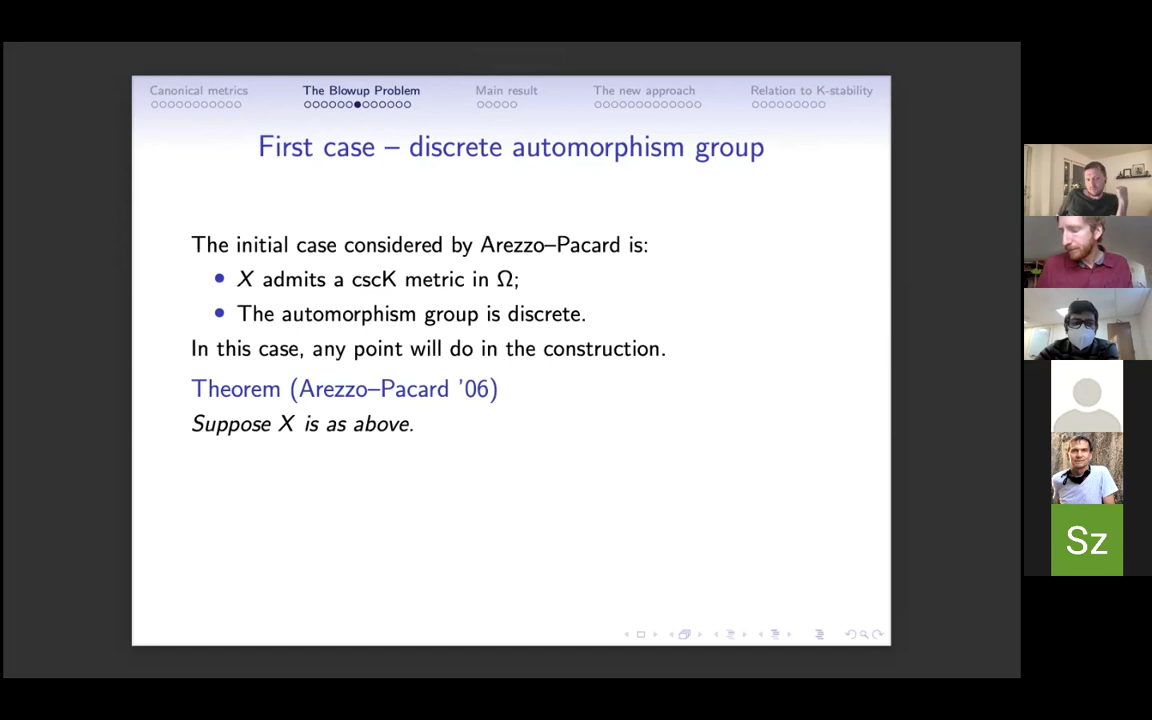 Canonical metrics
The Blowup Problem
Main result
The new approach
Relation to K-stability
First case – discrete automorphism group
The initial case considered by Arezzo–Pacard is:
• X admits a cscK metric in Ω;
• The automorphism group is discrete.
In this case, any point will do in the construction.
Theorem (Arezzo–Pacard '06)
Suppose X is as above.
Sz